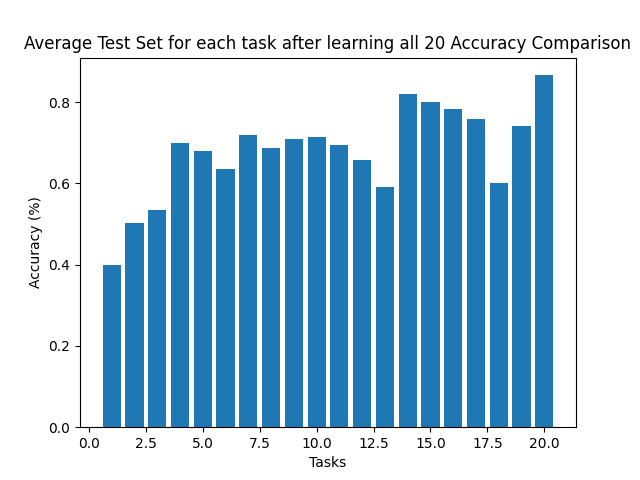 Average Test Set for each task after learning all 20 Accuracy Comparison
Accuracy (%)
0.8
0.6
0.4
0.2
0.0
0.0 2.5 5.0 7.5 10.0 12.5 15.0 17.5 20.0
Tasks